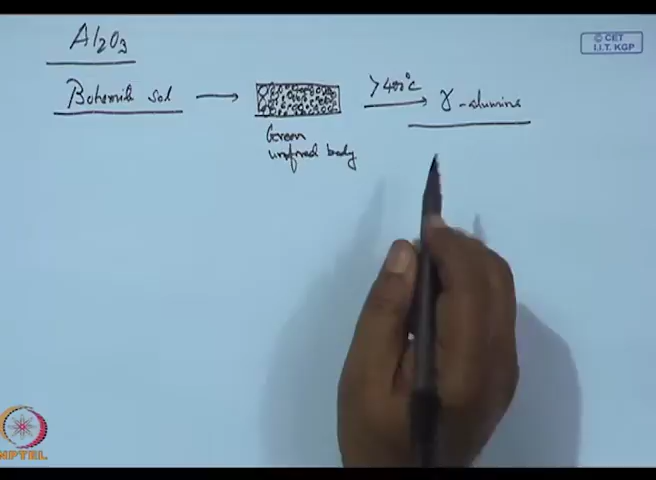 Al2O3
© CET
I.I.T. KGP
Bohemite sol
>400°C
γ-alumina
Green
unfired body
NPTEL